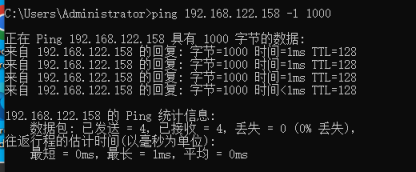 C:\Users\Administrator>ping 192.168.122.158 -l 1000
正在 Ping 192.168.122.158 具有 1000 字节的数据:
来自 192.168.122.158 的回复: 字节=1000 时间=1ms TTL=128
来自 192.168.122.158 的回复: 字节=1000 时间=1ms TTL=128
来自 192.168.122.158 的回复: 字节=1000 时间=1ms TTL=128
来自 192.168.122.158 的回复: 字节=1000 时间<1ms TTL=128
192.168.122.158 的 Ping 统计信息:
数据包: 已发送 = 4，已接收 = 4，丢失 = 0 (0% 丢失)，
往返行程的估计时间(以毫秒为单位):
最短 = 0ms，最长 = 1ms，平均 = 0ms